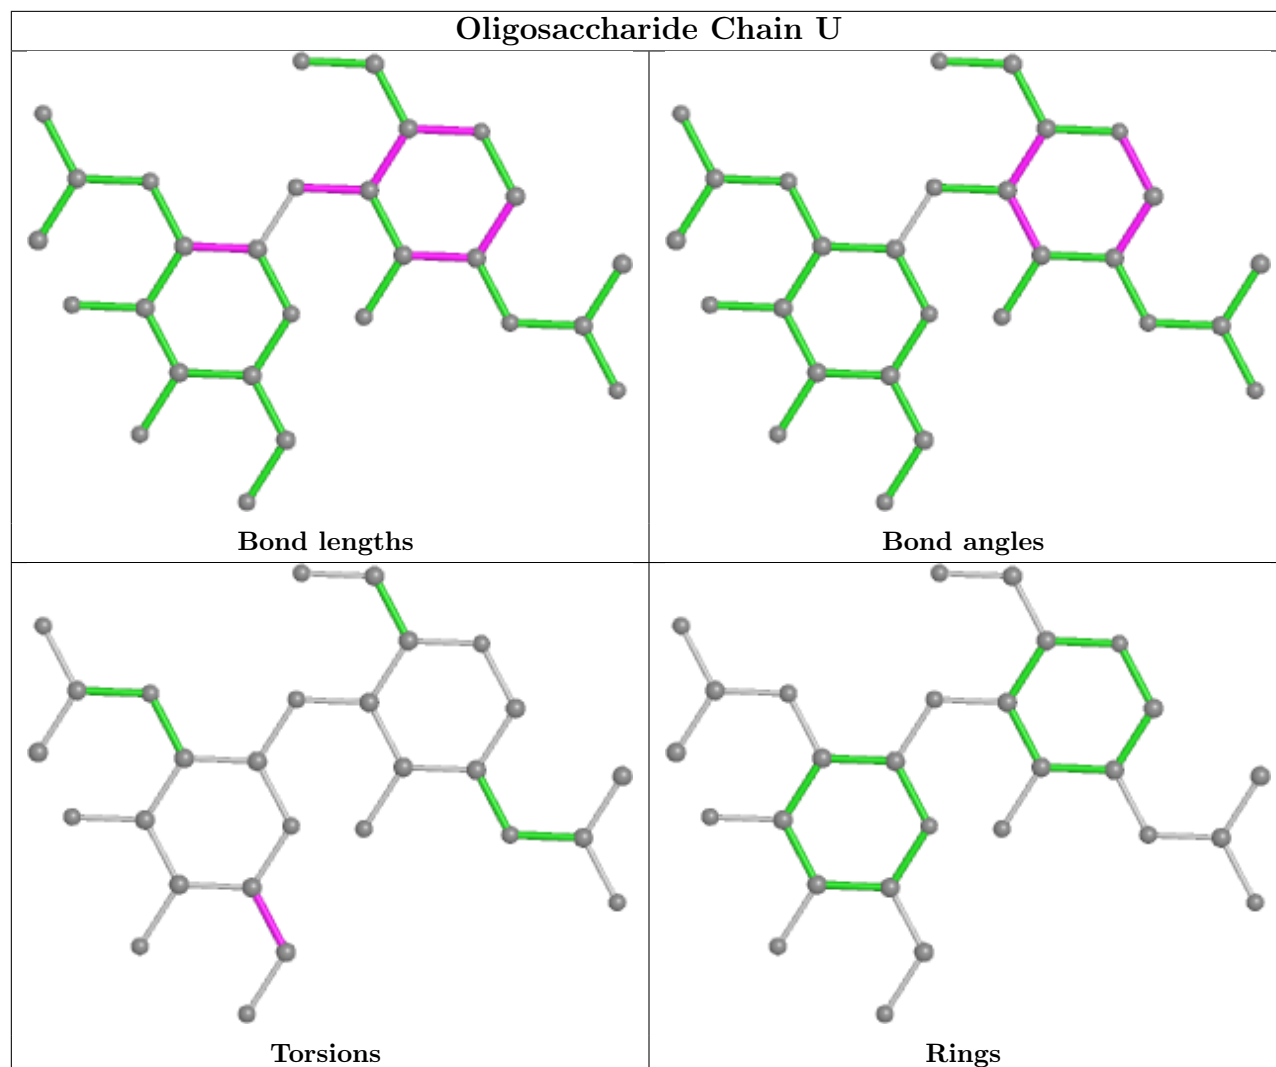 Oligosaccharide Chain U
Bond lengths
Bond angles
Torsions
Rings